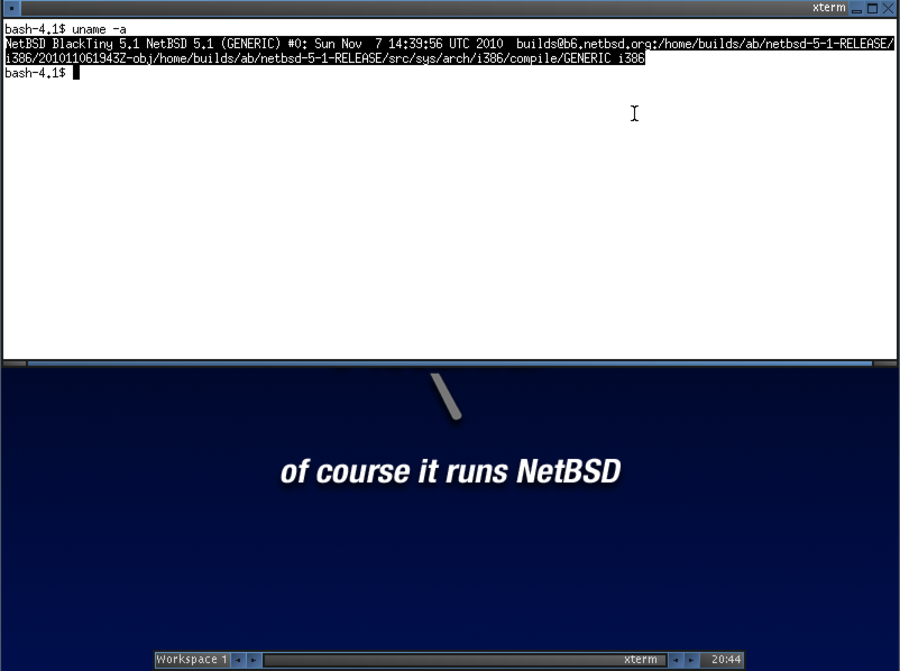 xterm
bash-4.1$ uname -a
NetBSD BlackTiny 5.1 NetBSD 5.1 (GENERIC) #0: Sun Nov  7 14:39:56 UTC 2010  builds@b6.netbsd.org:/home/builds/ab/netbsd-5-1-RELEASE/
i386/201011061943Z-obj/home/builds/ab/netbsd-5-1-RELEASE/src/sys/arch/i386/compile/GENERIC i386
bash-4.1$
of course it runs NetBSD
Workspace 1 xterm 20:44